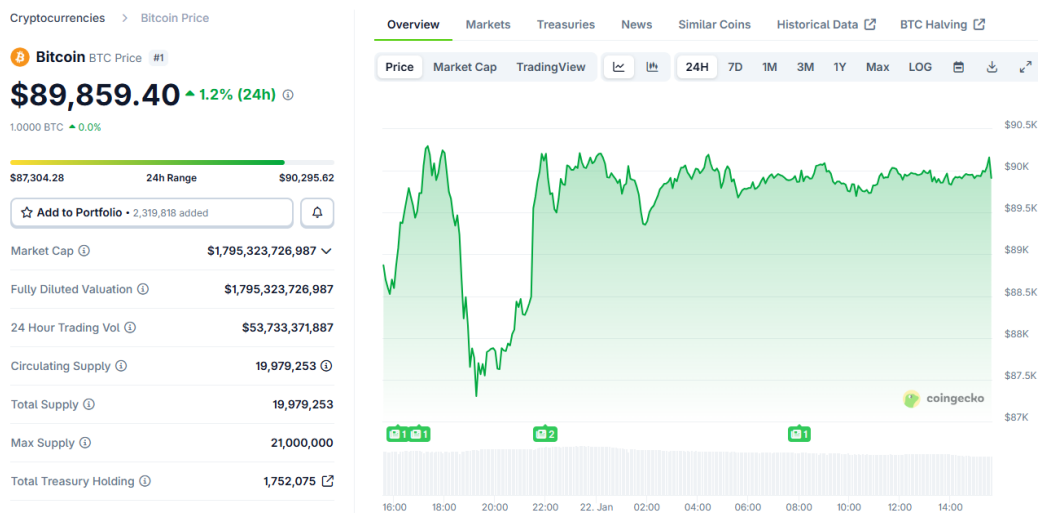 Cryptocurrencies > Bitcoin Price
Bitcoin BTC Price #1
$89,859.40 ▲ 1.2% (24h)
1.0000 BTC ▲ 0.0%
$87,304.28 24h Range $90,295.62
Add to Portfolio • 2,319,818 added
Market Cap $1,795,323,726,987
Fully Diluted Valuation $1,795,323,726,987
24 Hour Trading Vol $53,733,371,887
Circulating Supply 19,979,253
Total Supply 19,979,253
Max Supply 21,000,000
Total Treasury Holding 1,752,075
Overview Markets Treasuries News Similar Coins Historical Data BTC Halving
Price Market Cap TradingView 24H 7D 1M 3M 1Y Max LOG
$90.5K
$90K
$89.5K
$89K
$88.5K
$88K
$87.5K
coingecko
$87K
1 1 2 1
16:00 18:00 20:00 22:00 22. Jan 02:00 04:00 06:00 08:00 10:00 12:00 14:00